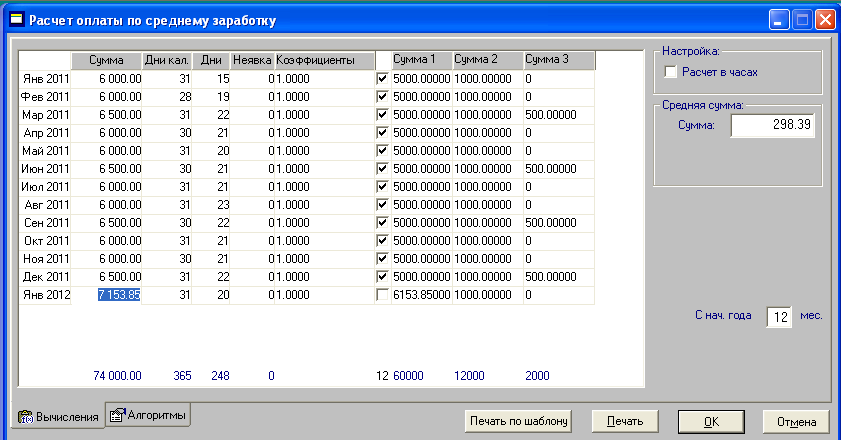 Расчет оплаты по среднему заработку
Сумма Дни кал. Дни Неявка Коэффициенты Сумма 1 Сумма 2 Сумма 3
Янв 2011 6 000.00 31 15 0 1.0000 5000.00000 1000.00000 0
Фев 2011 6 000.00 28 19 0 1.0000 5000.00000 1000.00000 0
Мар 2011 6 500.00 31 22 0 1.0000 5000.00000 1000.00000 500.00000
Апр 2011 6 000.00 30 21 0 1.0000 5000.00000 1000.00000 0
Май 2011 6 000.00 31 20 0 1.0000 5000.00000 1000.00000 0
Июн 2011 6 500.00 30 21 0 1.0000 5000.00000 1000.00000 500.00000
Июл 2011 6 000.00 31 21 0 1.0000 5000.00000 1000.00000 0
Авг 2011 6 000.00 31 23 0 1.0000 5000.00000 1000.00000 0
Сен 2011 6 500.00 30 22 0 1.0000 5000.00000 1000.00000 500.00000
Окт 2011 6 000.00 31 21 0 1.0000 5000.00000 1000.00000 0
Ноя 2011 6 000.00 30 21 0 1.0000 5000.00000 1000.00000 0
Дек 2011 6 500.00 31 22 0 1.0000 5000.00000 1000.00000 500.00000
Янв 2012 7 153.85 31 20 0 1.0000 6153.85000 1000.00000 0
74 000.00 365 248 0 12 60000 12000 2000
Настройка:
Расчет в часах
Средняя сумма:
Сумма: 298.39
С нач. года 12 мес.
Вычисления Алгоритмы
Печать по шаблону Печать OK Отмена